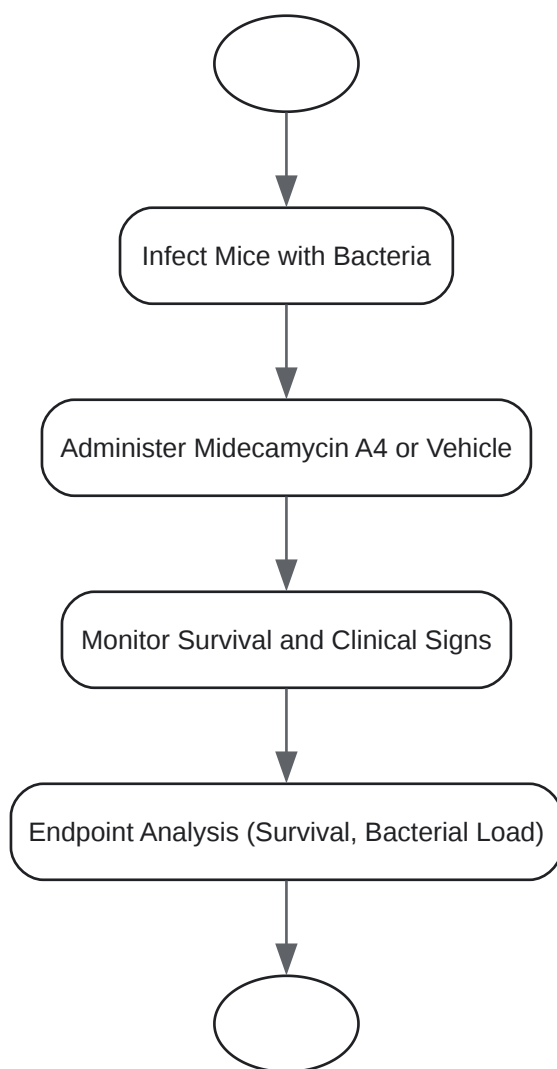 Infect Mice with Bacteria
Administer Midecamycin A4 or Vehicle
Monitor Survival and Clinical Signs
Endpoint Analysis (Survival, Bacterial Load)